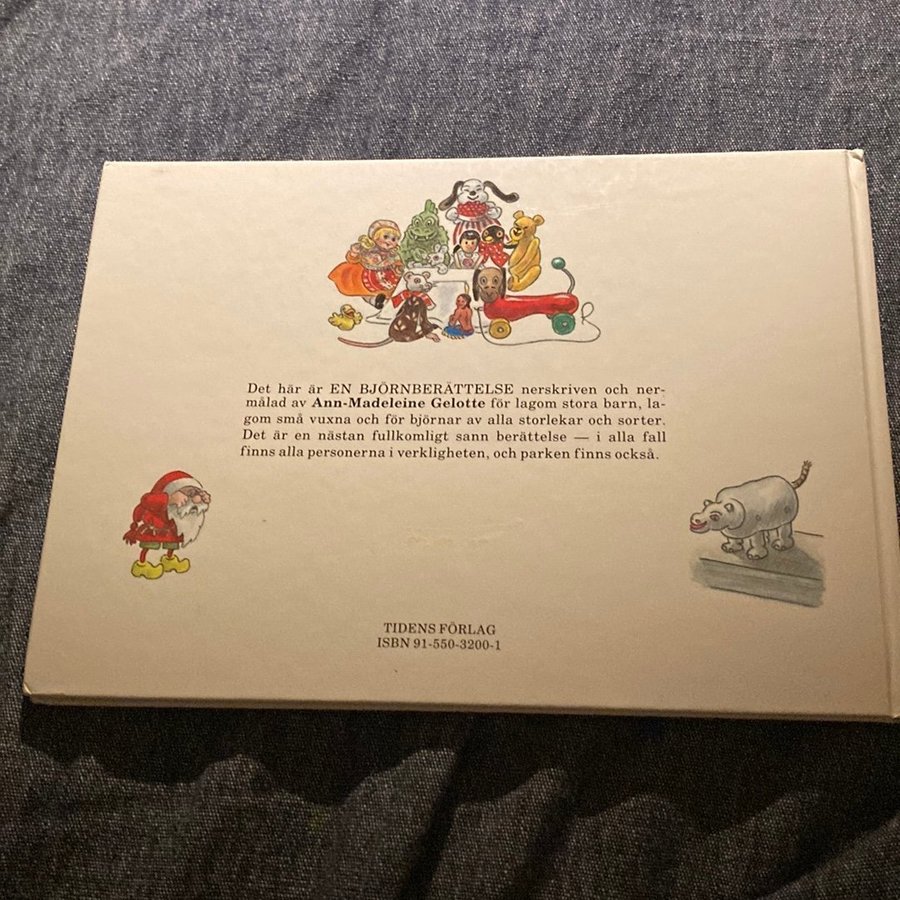 Det här är EN BJÖRNBERÄTTELSE nerskriven och ner-
målad av Ann-Madeleine Gelotte för lagom stora barn, la-
gom små vuxna och för björnar av alla storlekar och sorter.
Det är en nästan fullkomligt sann berättelse — i alla fall
finns alla personerna i verkligheten, och parken finns också.
TIDENS FÖRLAG
ISBN 91-550-3200-1